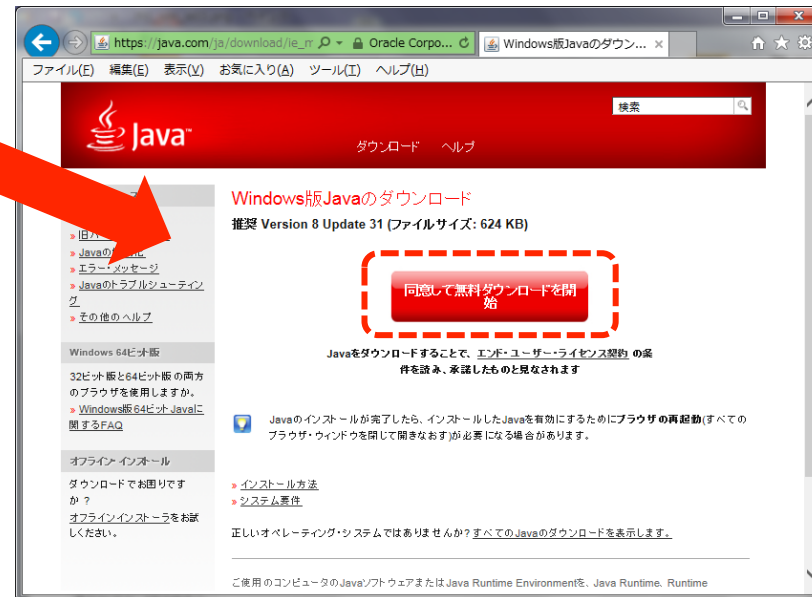 https://java.com/ja/download/ie_m
Oracle Corpo...
Windows版Javaのダウン...
ファイル(F) 編集(E) 表示(V) お気に入り(A) ツール(T) ヘルプ(H)
検索
Java™
ダウンロード ヘルプ
Windows版Javaのダウンロード
推奨 Version 8 Update 31 (ファイルサイズ: 624 KB)
» Javaの
» エラー・メッセージ
» Javaのトラブルシューティン
グ
» その他のヘルプ
同意して無料ダウンロードを開
始
Windows 64ビット版
32ビット版と64ビット版の両方
のブラウザを使用しますか。
» Windows版64ビットJavaに
関するFAQ
Javaをダウンロードすることで、エンド・ユーザー・ライセンス契約 の条
件を読み、承諾したものと見なされます
Javaのインストールが完了したら、インストールしたJavaを有効にするためにブラウザの再起動(すべての
ブラウザ・ウィンドウを閉じて開きなおす)が必要になる場合があります。
オフライン・インストール
ダウンロードでお困りです
か ?
オフラインインストーラをお試
しください。
» インストール方法
» システム要件
正しいオペレーティング・システムではありませんか? すべてのJavaのダウンロードを表示します。
ご使用のコンピュータのJavaソフトウェアまたはJava Runtime Environmentを、Java Runtime、Runtime